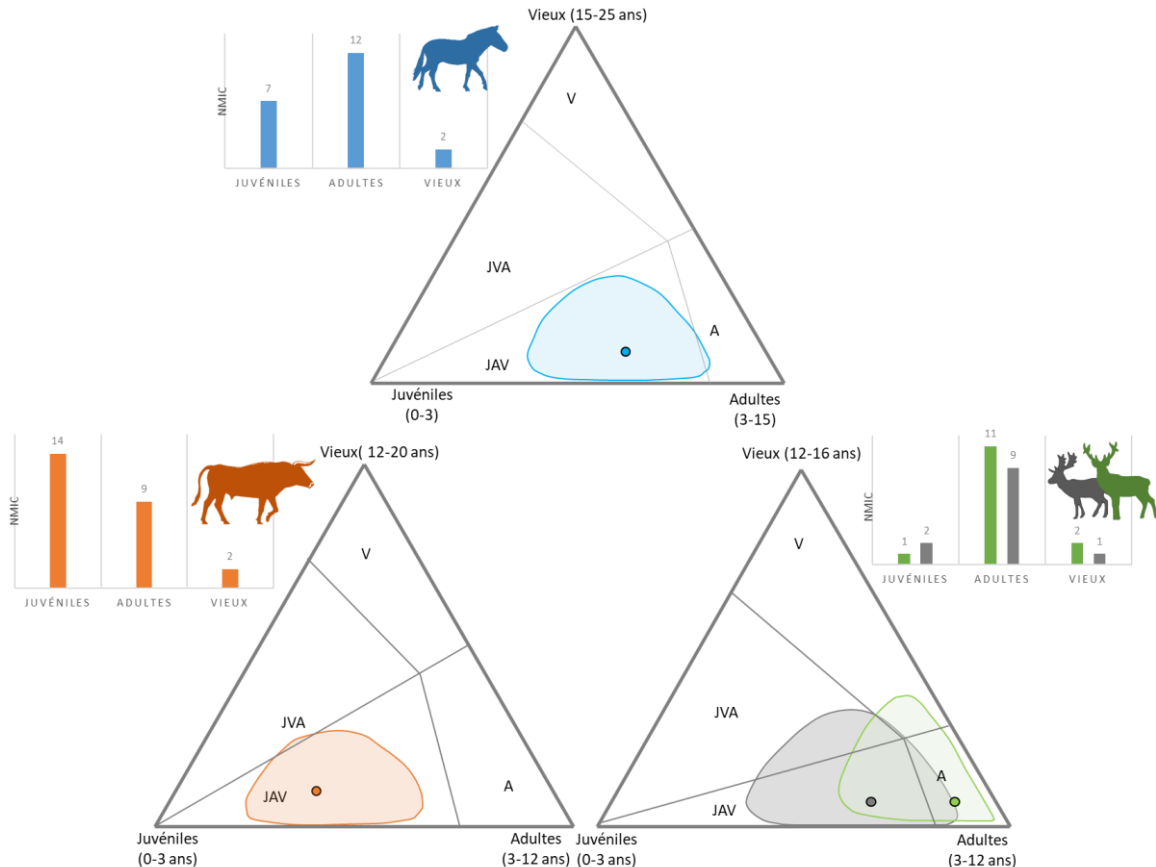 Vieux (15-25 ans)
NMIC
7
12
2
JUVÉNILES
ADULTES
VIEUX
V
JVA
A
JAV
Juvéniles
(0-3)
Adultes
(3-15)
NMIC
14
9
2
JUVÉNILES
ADULTES
VIEUX
Vieux( 12-20 ans)
V
JVA
JAV
A
Juvéniles
(0-3 ans)
Adultes
(3-12 ans)
Vieux (12-16 ans)
NMIC
1
2
11
9
2
1
JUVÉNILES
ADULTES
VIEUX
V
JVA
A
JAV
Juvéniles
(0-3 ans)
Adultes
(3-12 ans)